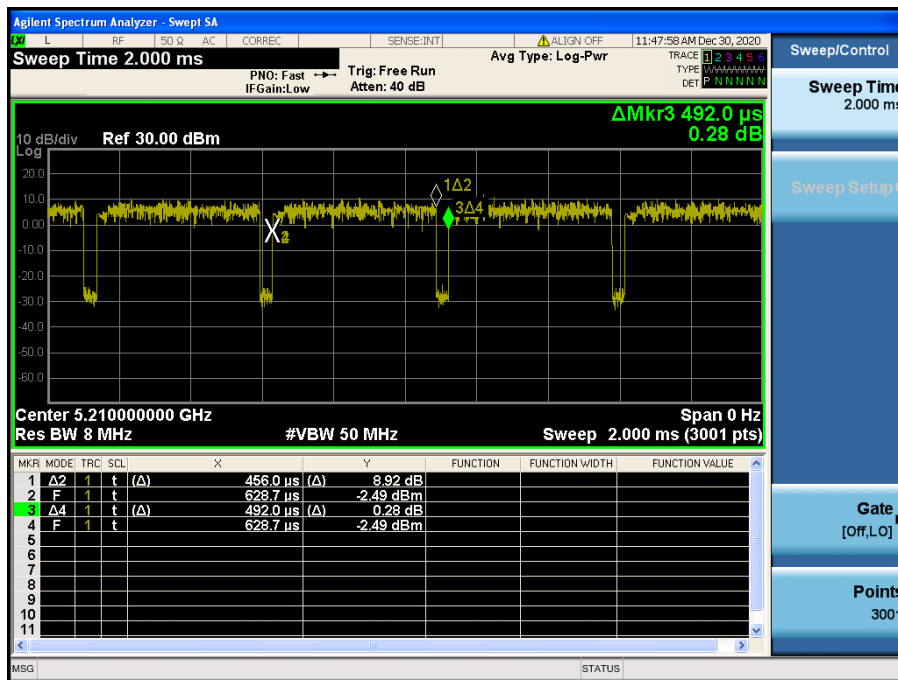 Agilent Spectrum Analyzer - Swept SA
LXI L RF 50 Ω AC CORREC SENSE:INT ALIGN OFF 11:47:58 AM Dec 30, 2020
Sweep Time 2.000 ms
PNO: Fast
IFGain:Low
Trig: Free Run
Atten: 40 dB
Avg Type: Log-Pwr
TRACE 1 2 3 4 5 6
TYPE
DET P N N N N N
ΔMkr3 492.0 µs
0.28 dB
10 dB/div Ref 30.00 dBm
Log
20.0
10.0
0.00
-10.0
-20.0
-30.0
-40.0
-50.0
-60.0
1Δ2
3Δ4
Center 5.210000000 GHz Span 0 Hz
Res BW 8 MHz #VBW 50 MHz Sweep 2.000 ms (3001 pts)
MKR MODE TRC SCL X Y FUNCTION FUNCTION WIDTH FUNCTION VALUE
1 Δ2 1 t (Δ) 456.0 µs (Δ) 8.92 dB
2 F 1 t 628.7 µs -2.49 dBm
3 Δ4 1 t (Δ) 492.0 µs (Δ) 0.28 dB
4 F 1 t 628.7 µs -2.49 dBm
5
6
7
8
9
10
11
MSG STATUS
Sweep/Control
Sweep Time
2.000 ms
Sweep Setup
Gate
[Off,LO]
Points
3001